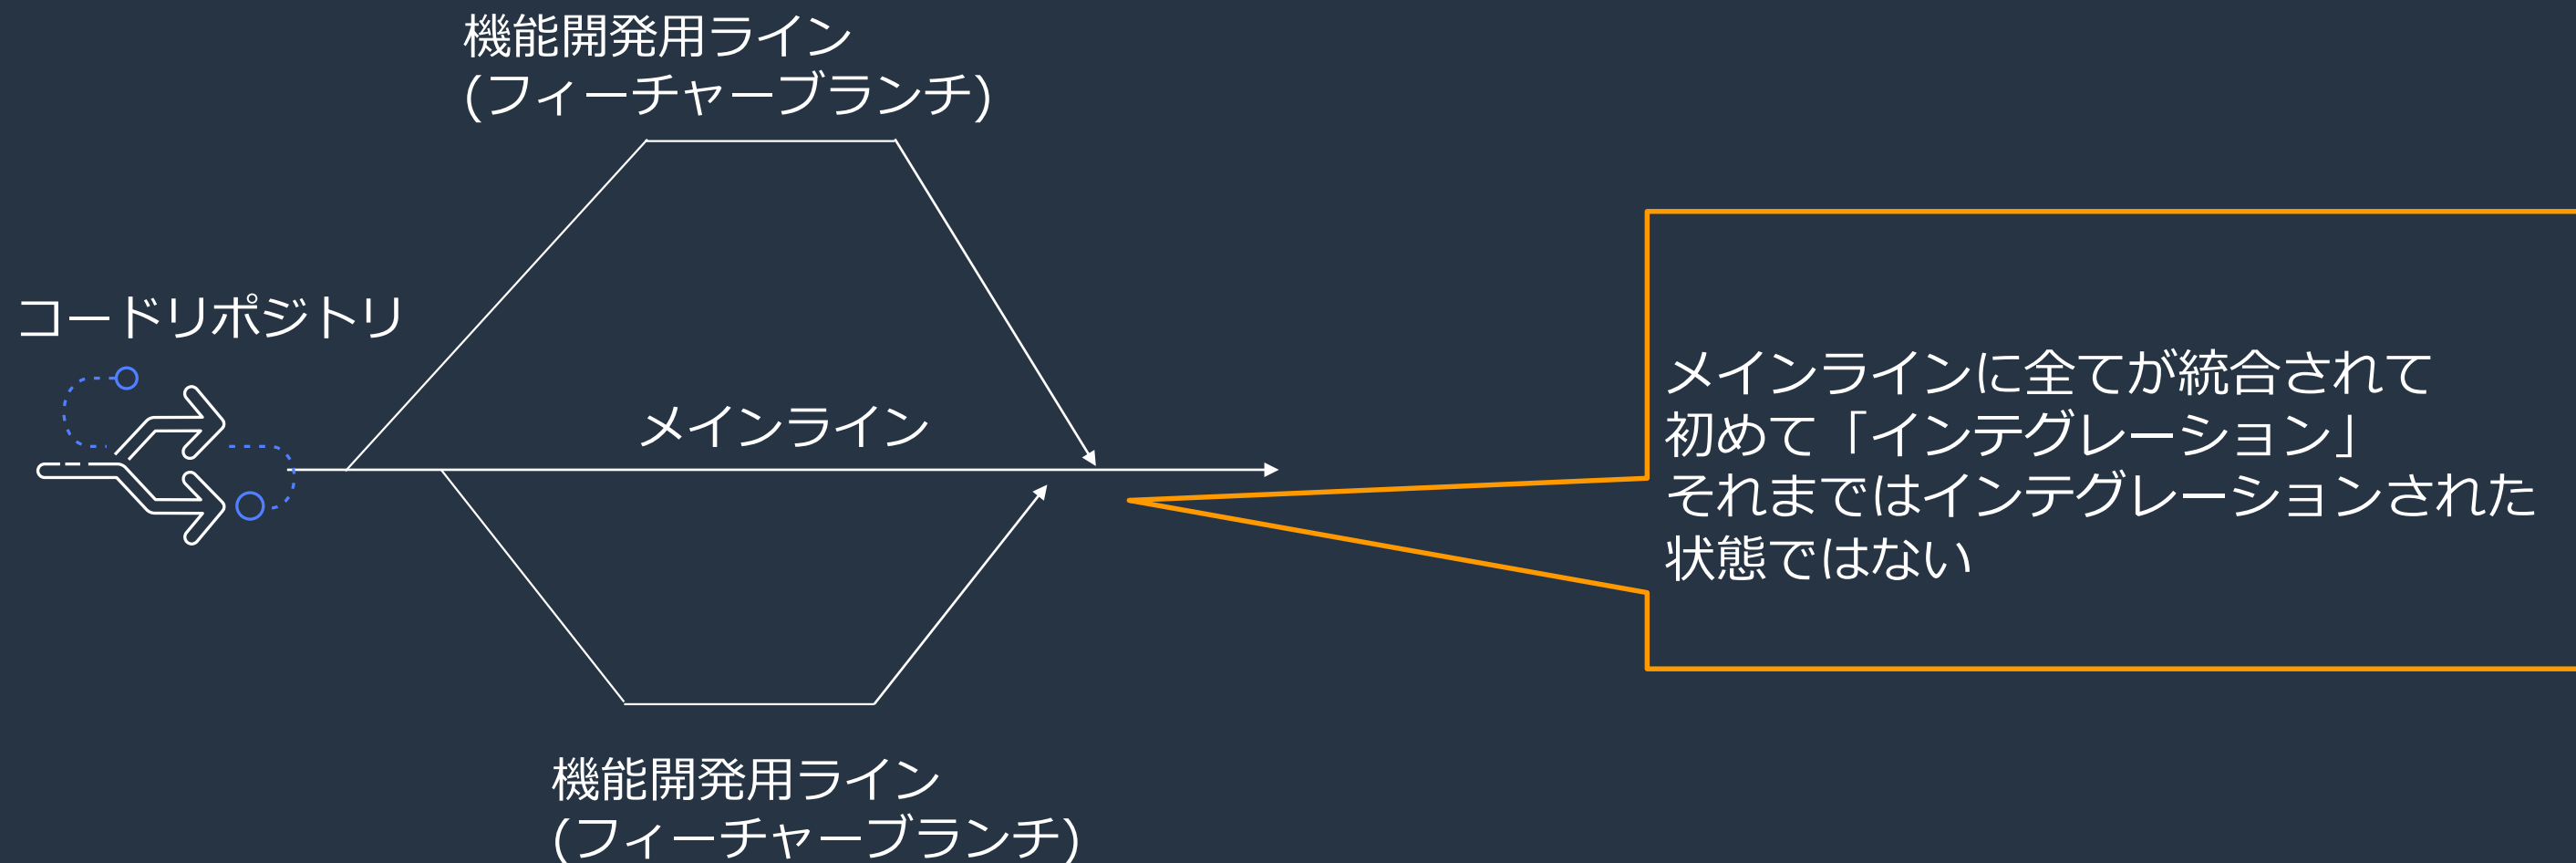 機能開発用ライン
(フィーチャーブランチ)
コードリポジトリ
メインライン
メインラインに全てが統合されて
初めて「インテグレーション」
それまではインテグレーションされた
状態ではない
機能開発用ライン
(フィーチャーブランチ)